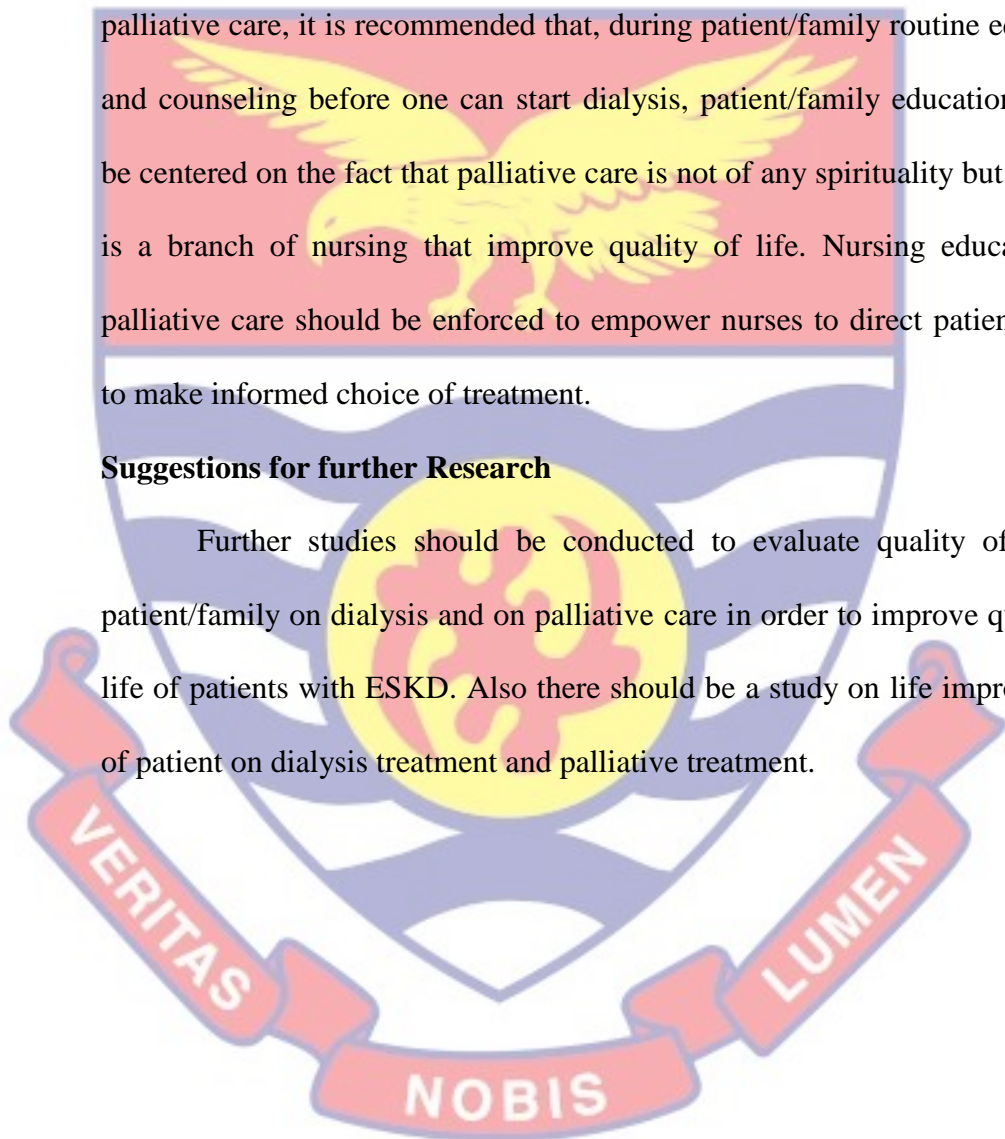 palliative care, it is recommended that, during patient/family routine
and counseling before one can start dialysis, patient/family education
be centered on the fact that palliative care is not of any spirituality but
is a branch of nursing that improve quality of life. Nursing
palliative care should be enforced to empower nurses to direct
to make informed choice of treatment.
Suggestions for further Research
Further studies should be conducted to evaluate quality of
patient/family on dialysis and on palliative care in order to improve
life of patients with ESKD. Also there should be a study on life
of patient on dialysis treatment and palliative treatment.
VERITAS
NOBIS
LUMEN